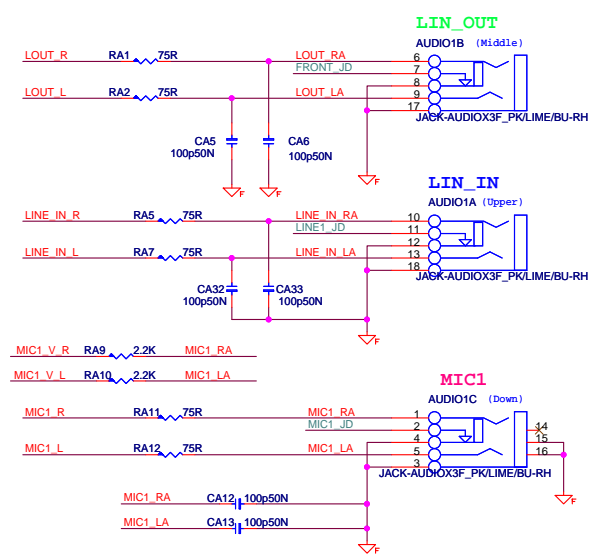 LIN_OUT
AUDIO1B (Middle)
LOUT_R RA1 75R LOUT_RA 6
FRONT_JD 7
8
LOUT_L RA2 75R LOUT_LA 9
17
JACK-AUDIOX3F_PK/LIME/BU-RH
CA5 CA6
100p50N 100p50N
F F F
LIN_IN
AUDIO1A (Upper)
LINE_IN_R RA5 75R LINE_IN_RA 10
LINE1_JD 11
12
LINE_IN_L RA7 75R LINE_IN_LA 13
18
JACK-AUDIOX3F_PK/LIME/BU-RH
CA32 CA33
100p50N 100p50N
F
MIC1_V_R RA9 2.2K MIC1_RA
MIC1_V_L RA10 2.2K MIC1_LA
MIC1
AUDIO1C (Down)
MIC1_R RA11 75R MIC1_RA 1
MIC1_JD 2 14
4 15
MIC1_L RA12 75R MIC1_LA 5 16
3
JACK-AUDIOX3F_PK/LIME/BU-RH
MIC1_RA CA12 100p50N
F
MIC1_LA CA13 100p50N
F